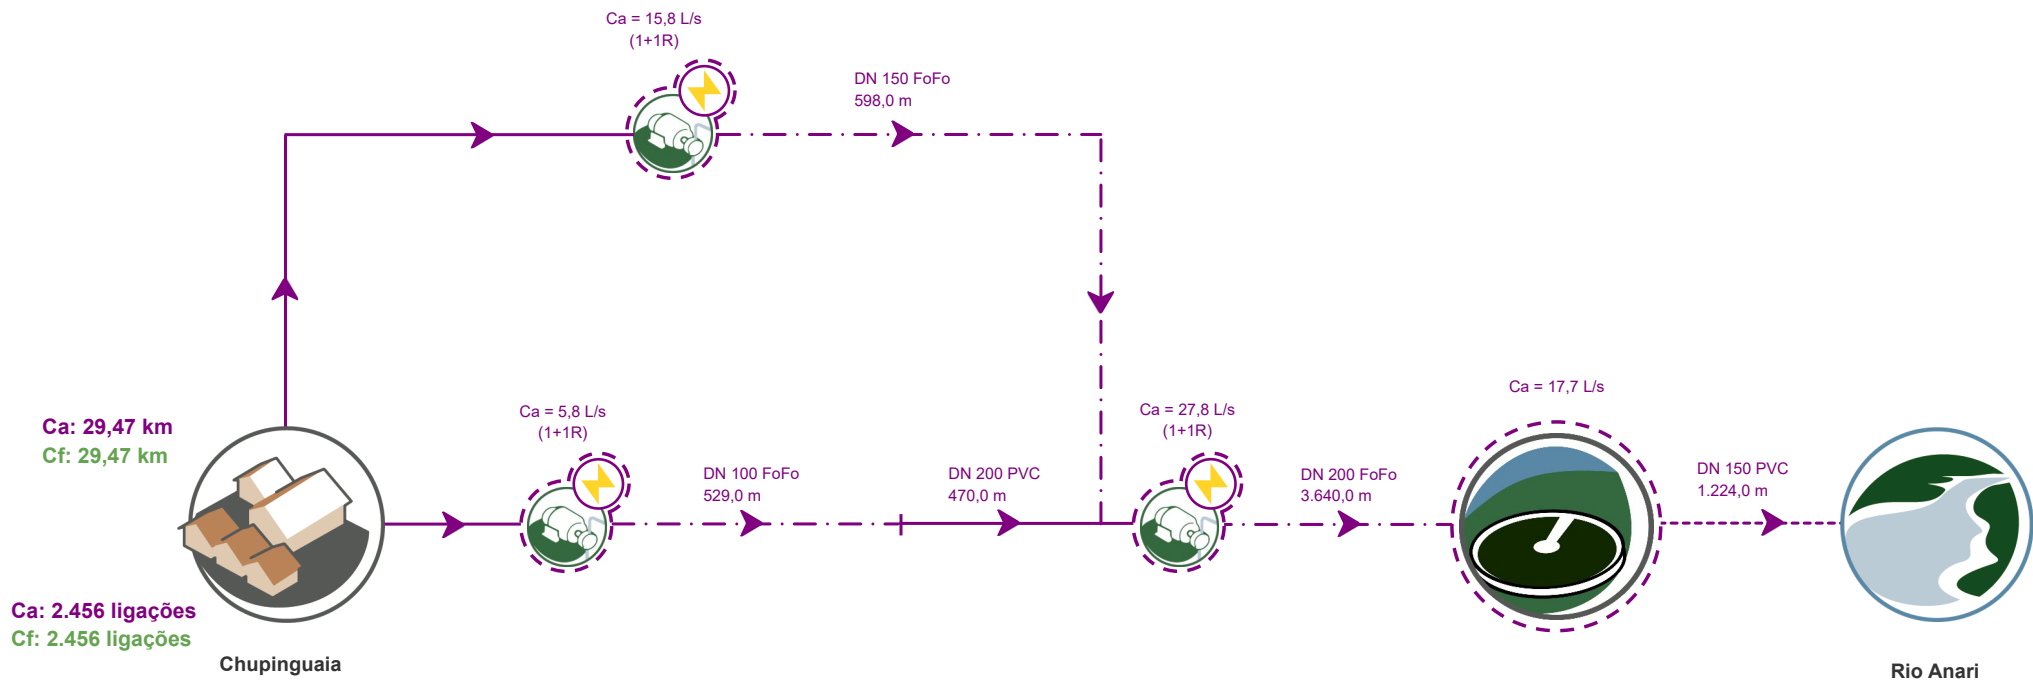 Ca = 15,8 L/s
(1+1R)
DN 150 FoFo
598,0 m
Ca = 17,7 L/s
Ca: 29,47 km
Cf: 29,47 km
Ca = 5,8 L/s
(1+1R)
Ca = 27,8 L/s
(1+1R)
DN 100 FoFo
529,0 m
DN 200 PVC
470,0 m
DN 200 FoFo
3.640,0 m
DN 150 PVC
1.224,0 m
Ca: 2.456 ligações
Cf: 2.456 ligações
Chupinguaia
Rio Anari